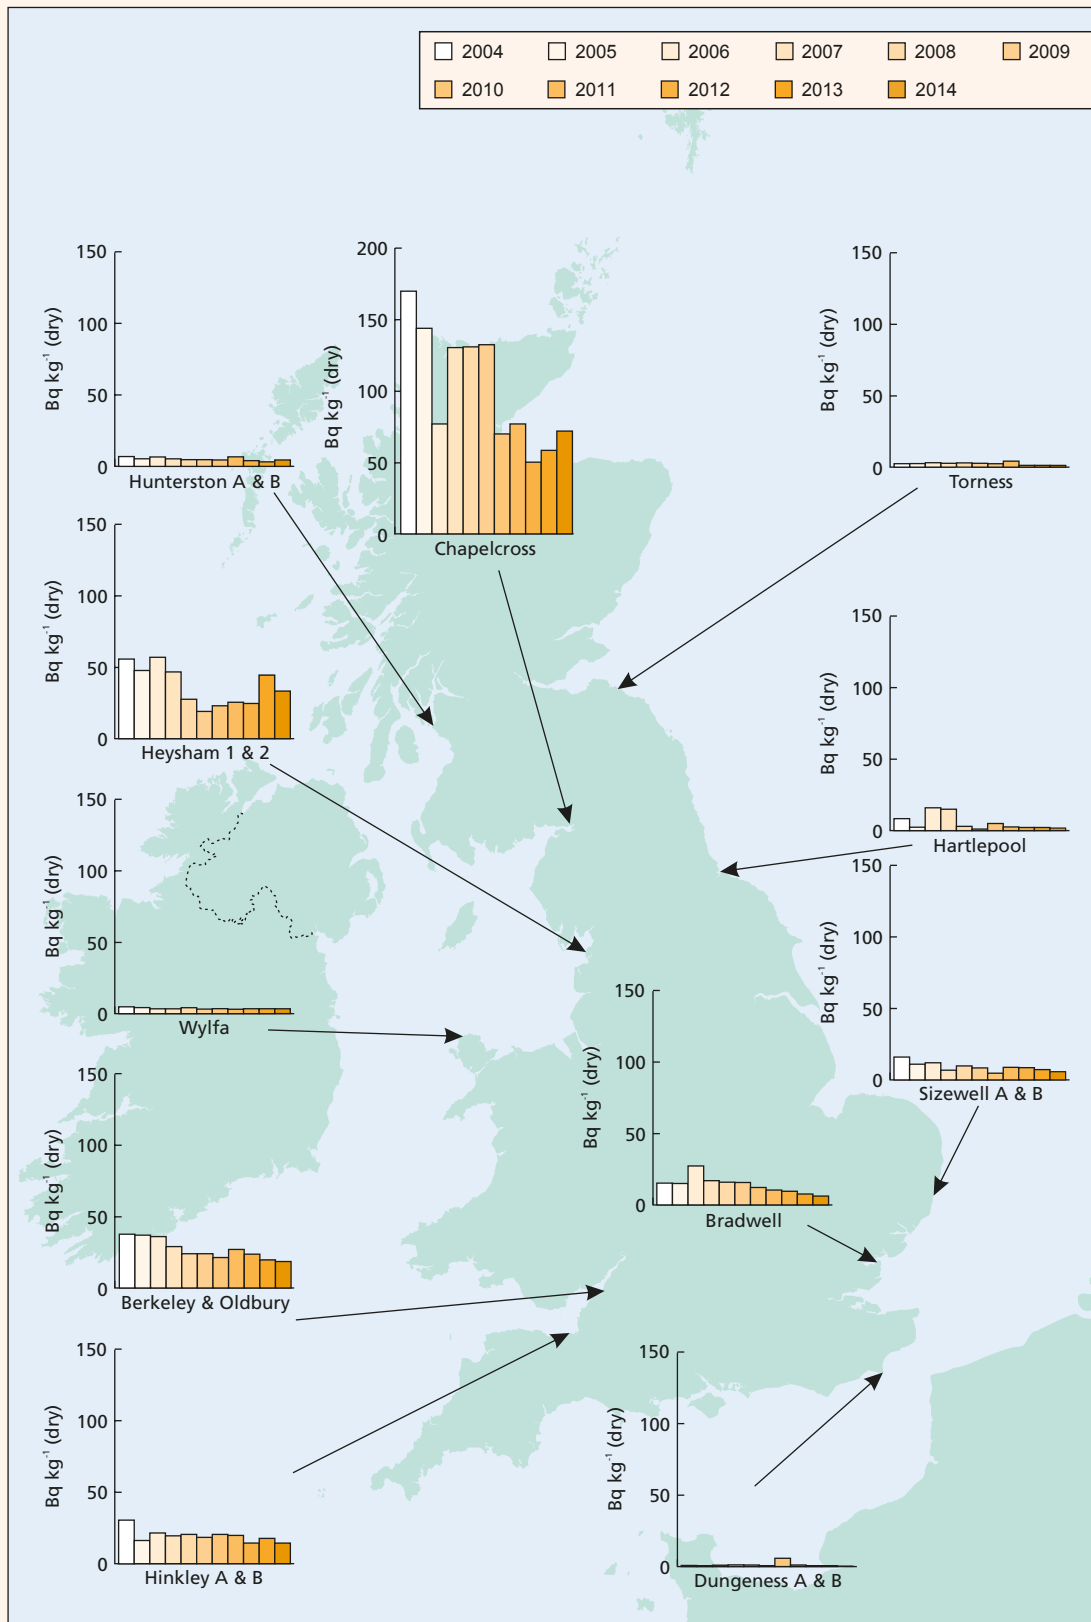 2004 2005 2006 2007 2008 2009
2010 2011 2012 2013 2014
150
100
50
0
Bq kg⁻¹ (dry)
Hunterston A & B
200
150
100
50
0
Bq kg⁻¹ (dry)
Chapelcross
150
100
50
0
Bq kg⁻¹ (dry)
Torness
150
100
50
0
Bq kg⁻¹ (dry)
Heysham 1 & 2
150
100
50
0
Bq kg⁻¹ (dry)
Hartlepool
150
100
50
0
Bq kg⁻¹ (dry)
Wylfa
150
100
50
0
Bq kg⁻¹ (dry)
Sizewell A & B
150
100
50
0
Bq kg⁻¹ (dry)
Bradwell
150
100
50
0
Bq kg⁻¹ (dry)
Berkeley & Oldbury
150
100
50
0
Bq kg⁻¹ (dry)
Hinkley A & B
150
100
50
0
Bq kg⁻¹ (dry)
Dungeness A & B